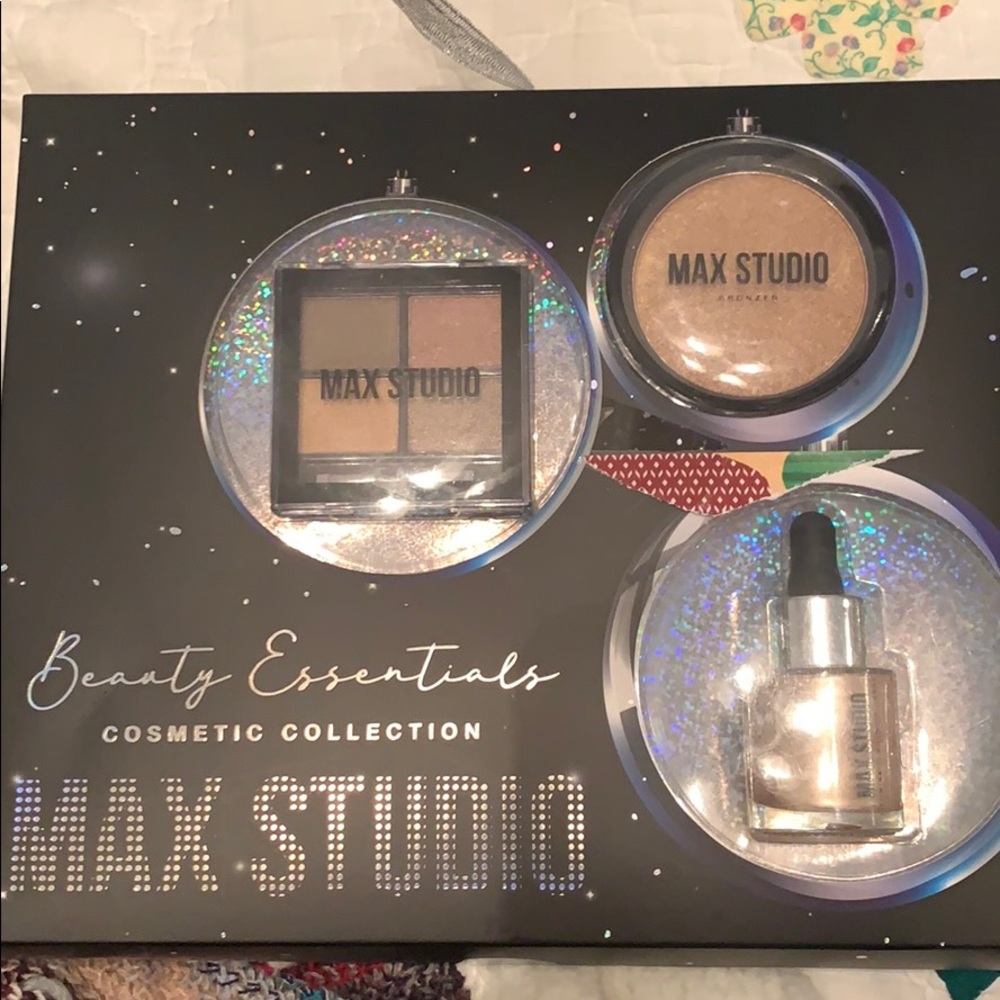 MAX STUDIO
BRONZER
MAX STUDIO
MAX STUDIO
Beauty Essentials
COSMETIC COLLECTION
MAX STUDIO